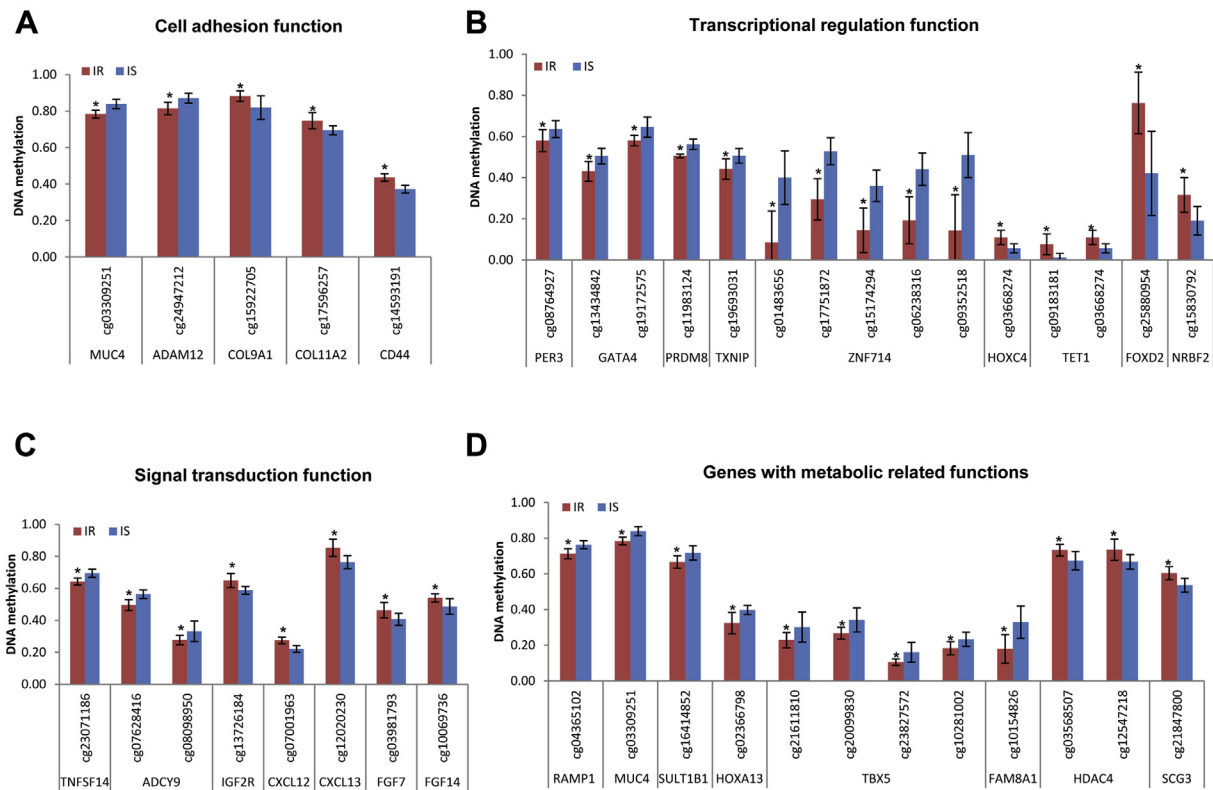 A
Cell adhesion function
IR IS
DNA methylation
1.00
0.80
0.60
0.40
0.20
0.00
* * * * *
cg03309251
cg24947212
cg15922705
cg17596257
cg14593191
MUC4 ADAM12 COL9A1 COL11A2 CD44
B
Transcriptional regulation function
IR IS
DNA methylation
1.00
0.80
0.60
0.40
0.20
0.00
* * * * * * * * * * * * * * *
cg08764927
cg13434842
cg19172575
cg11983124
cg19693031
cg01483656
cg17751872
cg15174294
cg06238316
cg09352518
cg03668274
cg09183181
cg03668274
cg25880954
cg15830792
PER3 GATA4 PRDM8 TXNIP ZNF714 HOXC4 TET1 FOXD2 NRBF2
C
Signal transduction function
IR IS
DNA methylation
1.00
0.80
0.60
0.40
0.20
0.00
* * * * * * * *
cg23071186
cg07628416
cg08098950
cg13726184
cg07001963
cg12020230
cg03981793
cg10069736
TNFSF14 ADCY9 IGF2R CXCL12 CXCL13 FGF7 FGF14
D
Genes with metabolic related functions
IR IS
DNA methylation
1.00
0.80
0.60
0.40
0.20
0.00
* * * * * * * * * * * *
cg04365102
cg03309251
cg16414852
cg02366798
cg21611810
cg20099830
cg23827572
cg10281002
cg10154826
cg03568507
cg12547218
cg21847800
RAMP1 MUC4 SULT1B1 HOXA13 TBX5 FAM8A1 HDAC4 SCG3